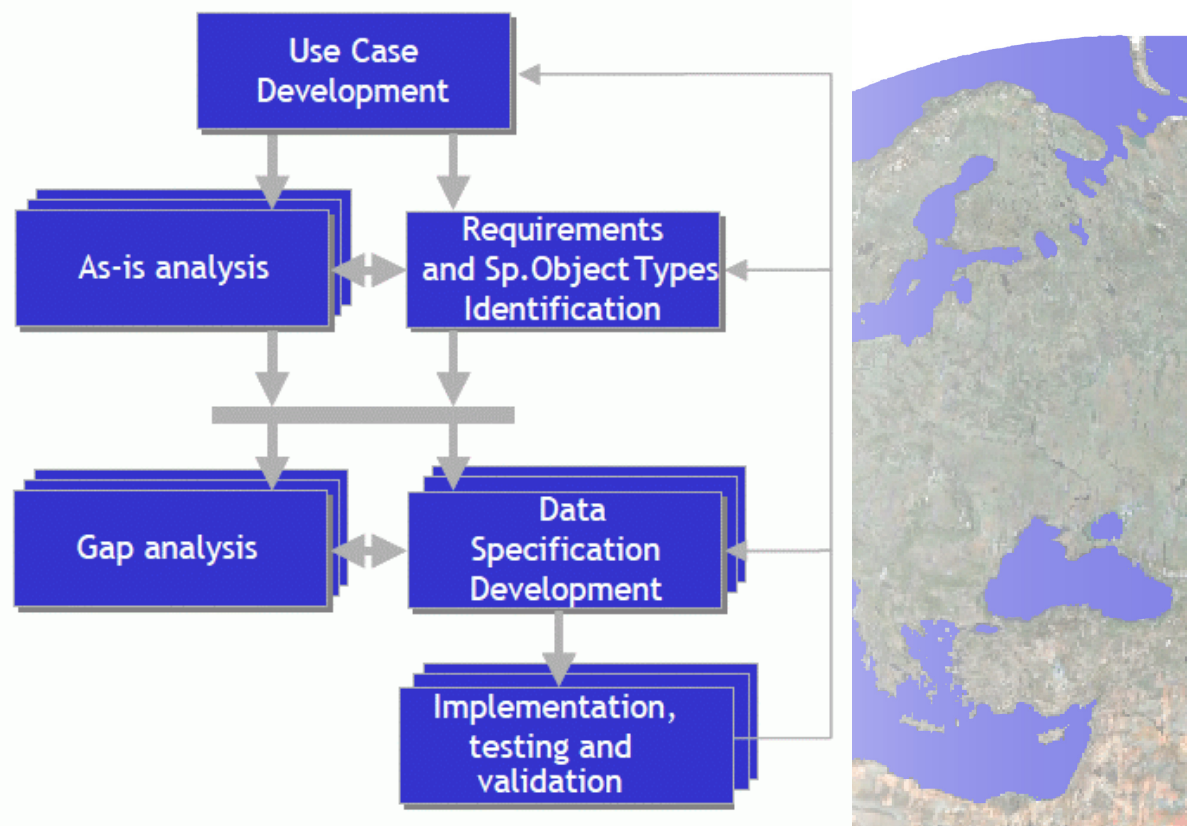 Use Case
Development
As-is analysis
Requirements
and Sp.Object Types
Identification
Gap analysis
Data
Specification
Development
Implementation,
testing and
validation